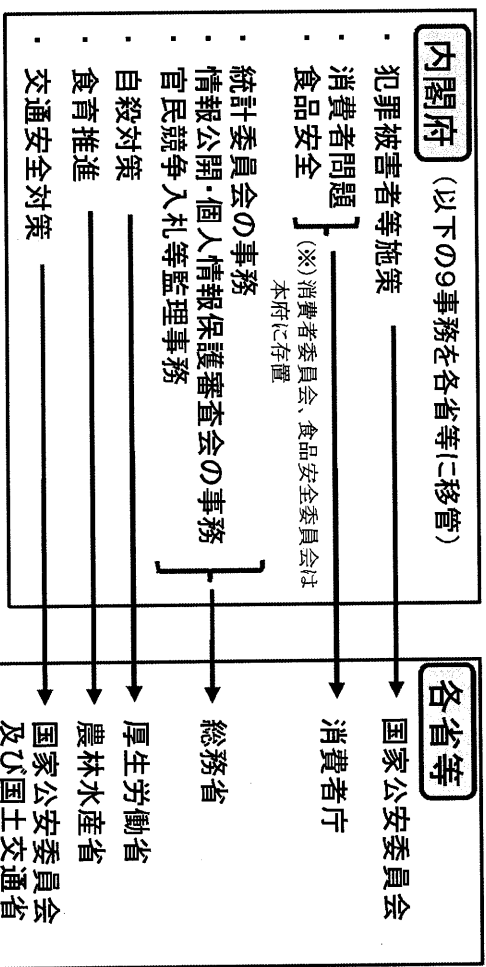 内閣府 (以下の9事務を各省等に移管)
・ 犯罪被害者等施策
・ 消費者問題
・ 食品安全
(※)消費者委員会、食品安全委員会は
本府に存置
・ 統計委員会の事務
・ 情報公開・個人情報保護審査会の事務
・ 官民競争入札等監理事務
・ 自殺対策
・ 食育推進
・ 交通安全対策
各省等
国家公安委員会
消費者庁
総務省
厚生労働省
農林水産省
国家公安委員会
及び国土交通省